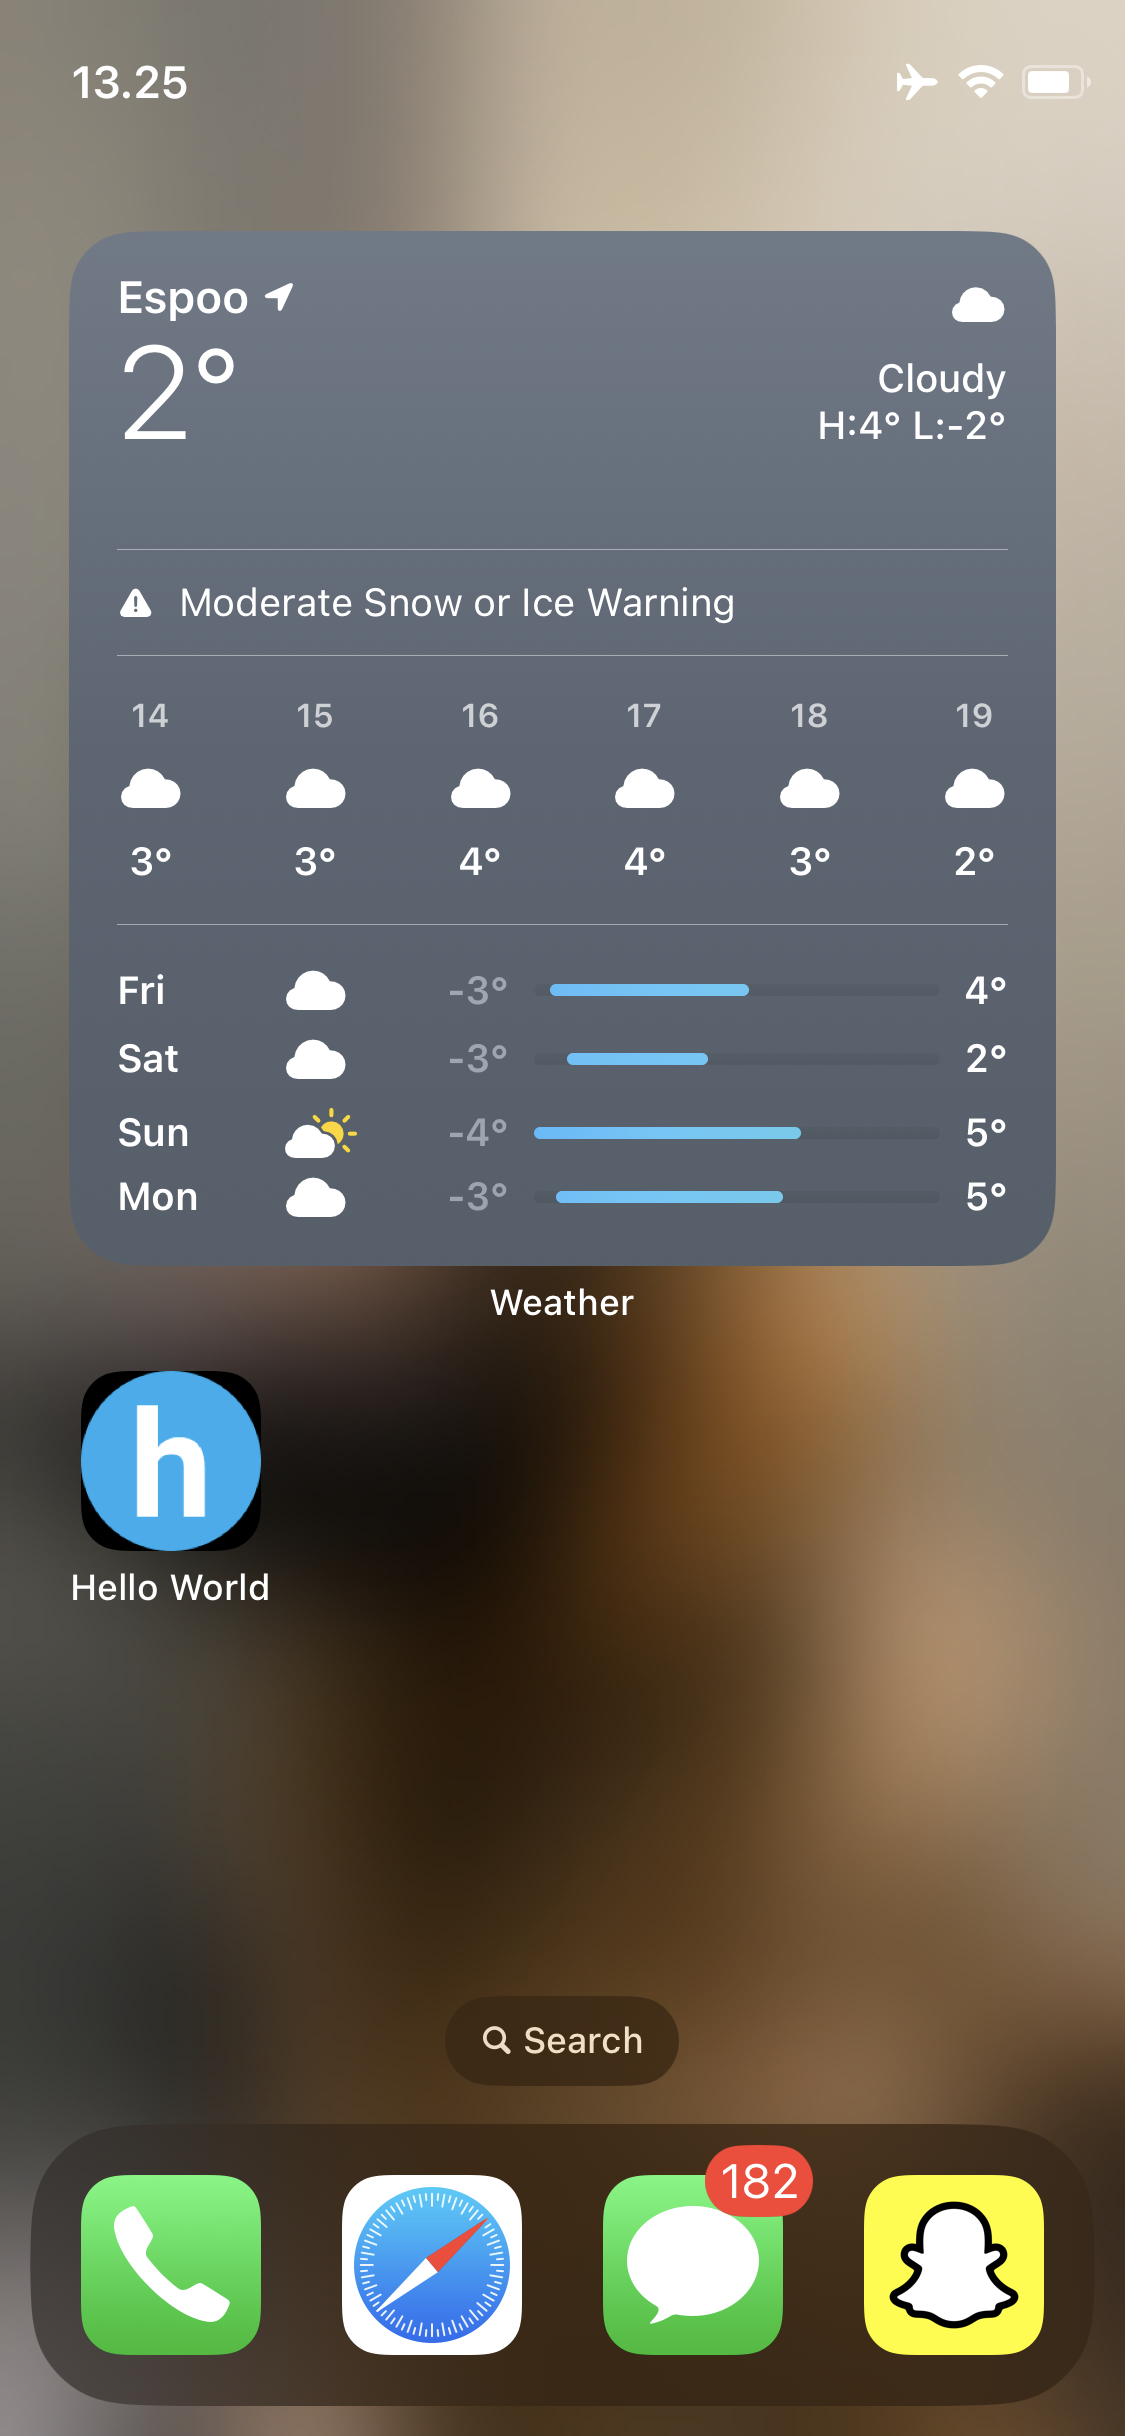 13.25
Espoo
2°
Cloudy
H:4° L:-2°
Moderate Snow or Ice Warning
14 15 16 17 18 19
3° 3° 4° 4° 3° 2°
Fri -3° 4°
Sat -3° 2°
Sun -4° 5°
Mon -3° 5°
Weather
h
Hello World
Search
182